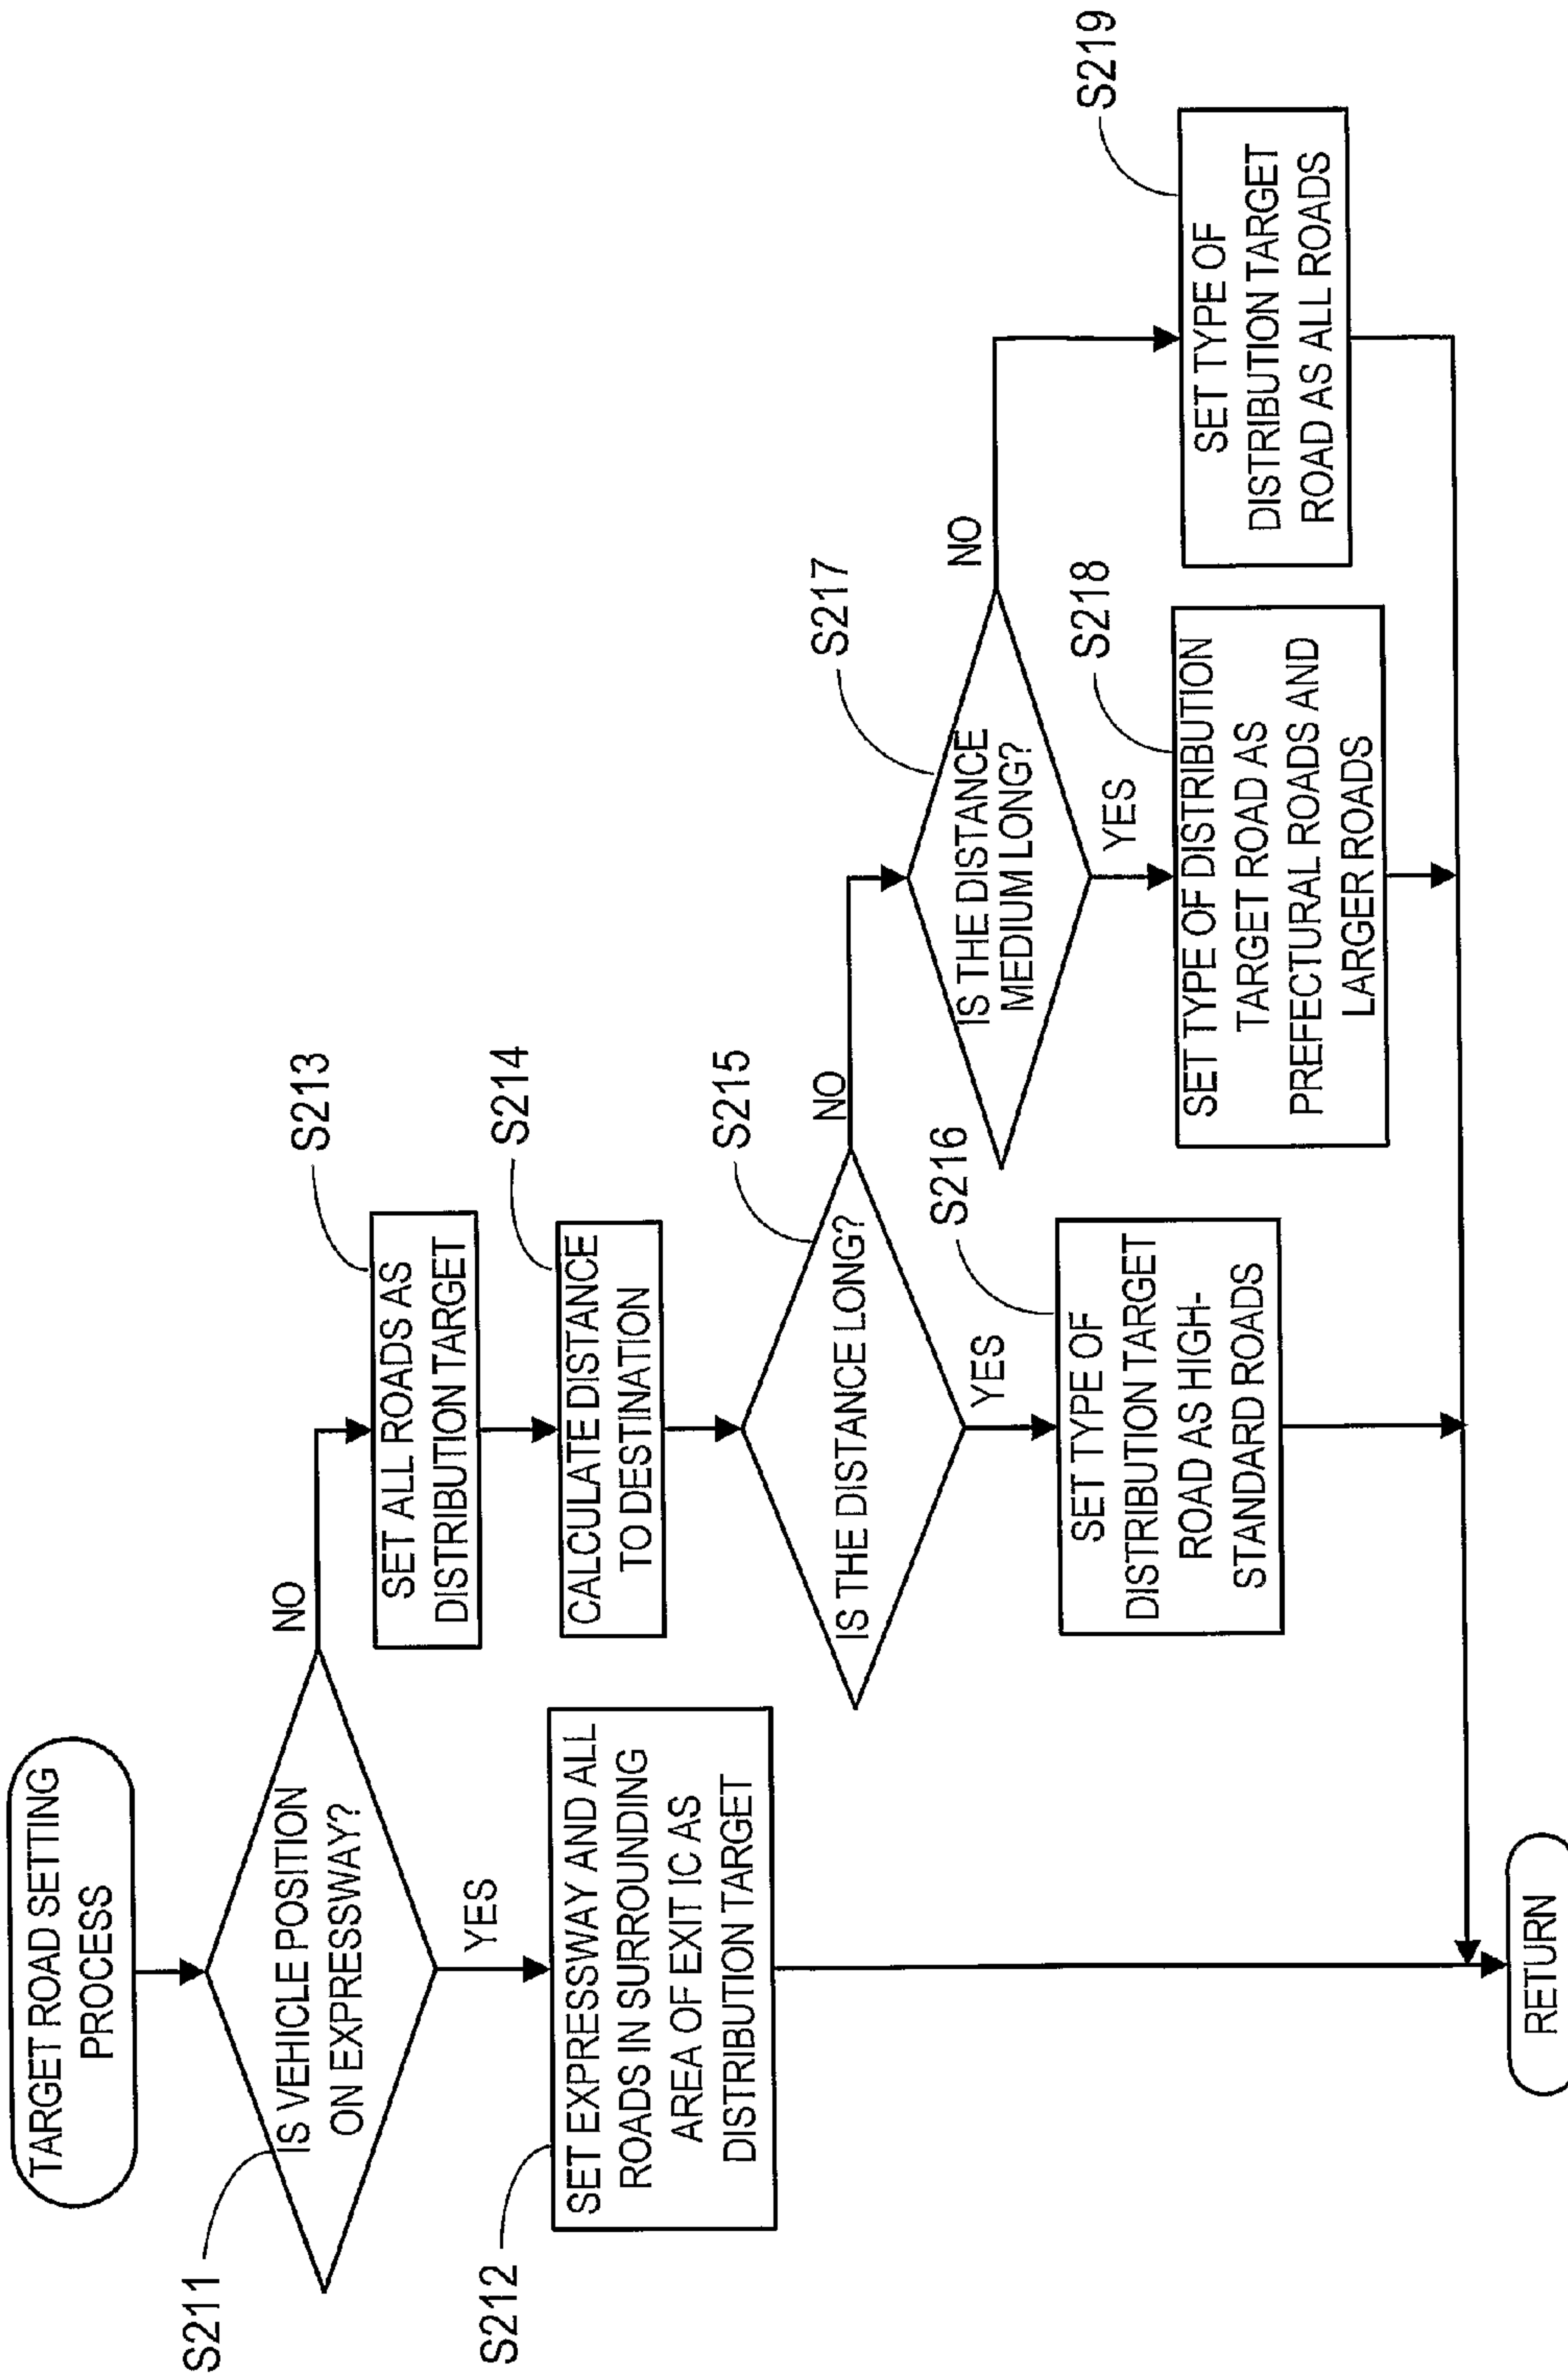 TARGET ROAD SETTING
PROCESS
S211
IS VEHICLE POSITION
ON EXPRESSWAY?
NO
YES
S212
SET EXPRESSWAY AND ALL
ROADS IN SURROUNDING
AREA OF EXIT IC AS
DISTRIBUTION TARGET
S213
SET ALL ROADS AS
DISTRIBUTION TARGET
S214
CALCULATE DISTANCE
TO DESTINATION
S215
IS THE DISTANCE LONG?
NO
YES
S216
SET TYPE OF
DISTRIBUTION TARGET
ROAD AS HIGH-
STANDARD ROADS
S217
IS THE DISTANCE
MEDIUM LONG?
NO
YES
S218
SET TYPE OF DISTRIBUTION
TARGET ROAD AS
PREFECTURAL ROADS AND
LARGER ROADS
S219
SET TYPE OF
DISTRIBUTION TARGET
ROAD AS ALL ROADS
RETURN